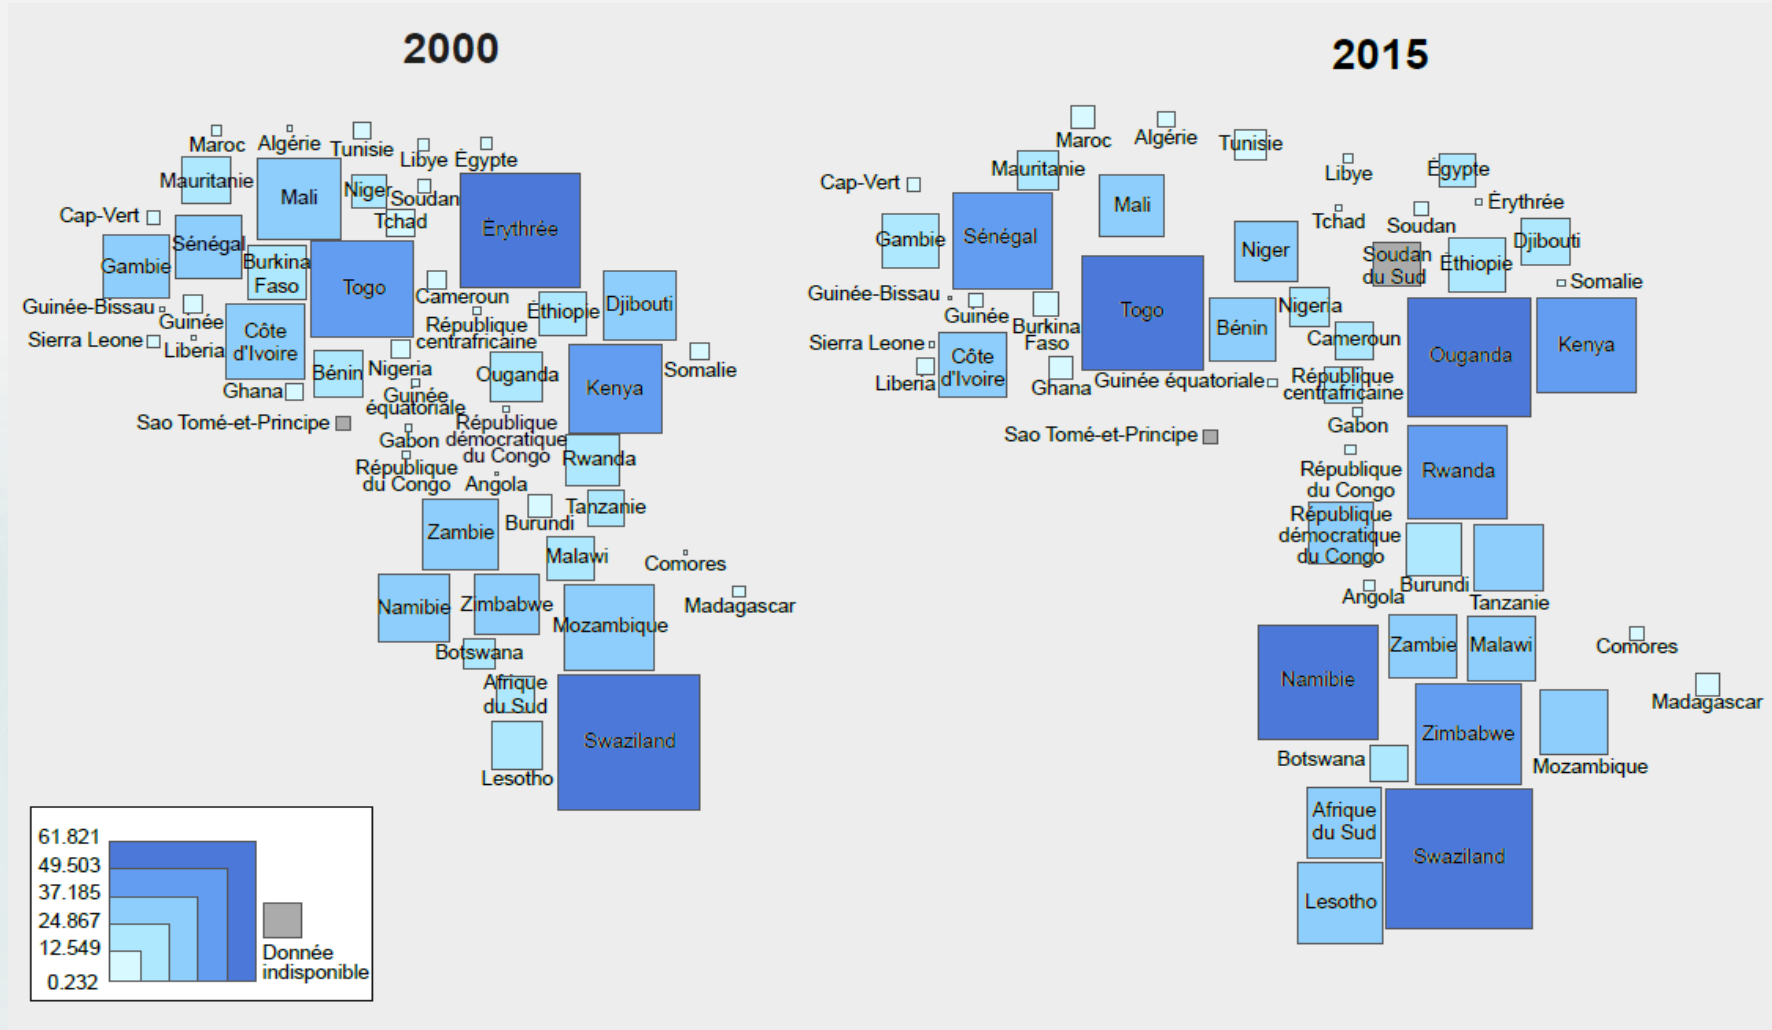 2000
2015
Maroc
Algérie
Tunisie
Libye
Égypte
Mauritanie
Mali
Niger
Soudan
Tchad
Érythrée
Cap-Vert
Sénégal
Gambie
Burkina
Faso
Togo
Cameroun
Guinée-Bissau
Guinée
République
centrafricaine
Éthiopie
Djibouti
Sierra Leone
Liberia
Côte
d'Ivoire
Ghana
Bénin
Nigeria
Guinée
équatoriale
Ouganda
Kenya
Somalie
Sao Tomé-et-Principe
Gabon
République
démocratique
du Congo
République
du Congo
Rwanda
Angola
Burundi
Tanzanie
Zambie
Malawi
Comores
Namibie
Zimbabwe
Mozambique
Madagascar
Botswana
Afrique
du Sud
Swaziland
Lesotho
61.821
49.503
37.185
24.867
12.549
0.232
Donnée
indisponible
Maroc
Algérie
Tunisie
Mauritanie
Libye
Égypte
Cap-Vert
Mali
Tchad
Érythrée
Soudan
Gambie
Sénégal
Niger
Soudan
du Sud
Éthiopie
Djibouti
Guinée-Bissau
Guinée
Burkina
Faso
Togo
Bénin
Nigeria
Cameroun
Somalie
Sierra Leone
Liberia
Côte
d'Ivoire
Ghana
Guinée équatoriale
République
centrafricaine
Ouganda
Kenya
Sao Tomé-et-Principe
Gabon
République
du Congo
Rwanda
République
démocratique
du Congo
Angola
Burundi
Tanzanie
Namibie
Zambie
Malawi
Comores
Madagascar
Zimbabwe
Mozambique
Botswana
Afrique
du Sud
Swaziland
Lesotho